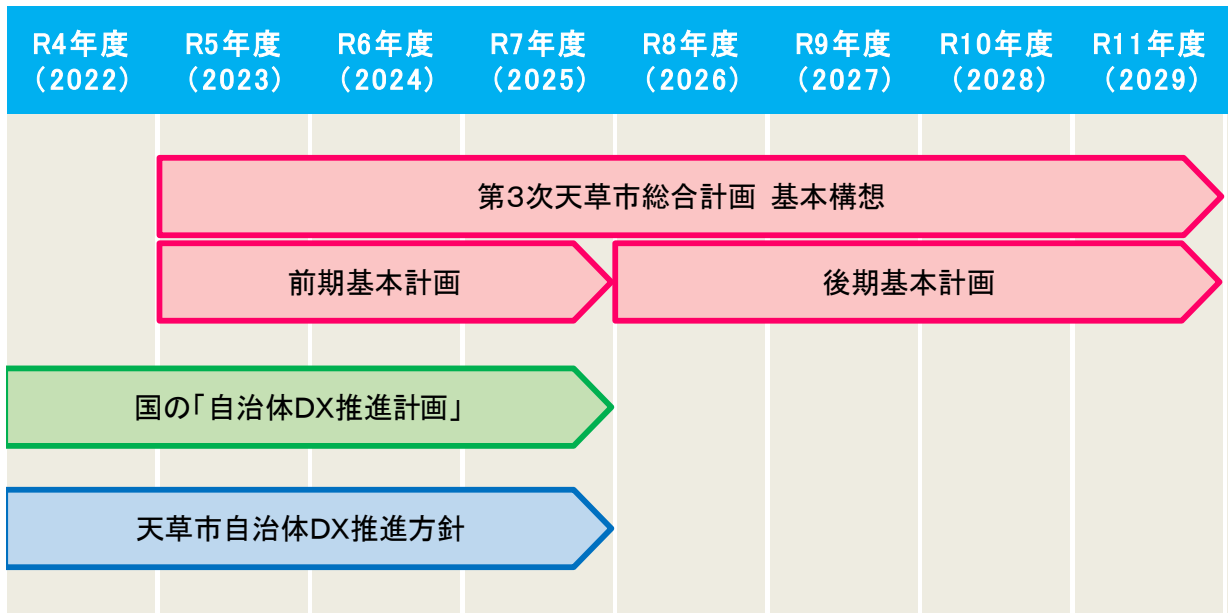 R4年度 R5年度 R6年度 R7年度 R8年度 R9年度 R10年度 R11年度
（2022） （2023） （2024） （2025） （2026） （2027） （2028） （2029）
第３次天草市総合計画 基本構想
前期基本計画 後期基本計画
国の「自治体DX推進計画」
天草市自治体DX推進方針